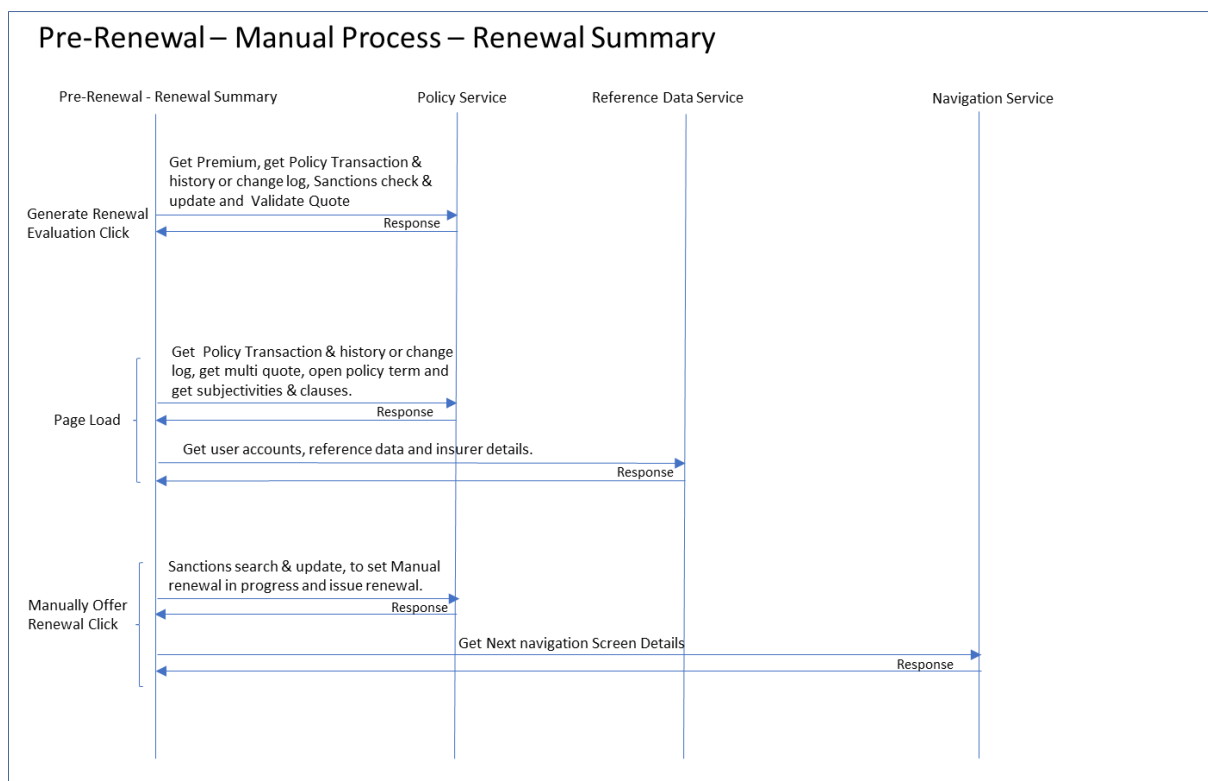 Pre-Renewal – Manual Process – Renewal Summary
Pre-Renewal - Renewal Summary
Policy Service
Reference Data Service
Navigation Service
Get Premium, get Policy Transaction &
history or change log, Sanctions check &
update and Validate Quote
Generate Renewal
Evaluation Click
Response
Get Policy Transaction & history or change
log, get multi quote, open policy term and
get subjectivities & clauses.
Response
Page Load
Get user accounts, reference data and insurer details.
Response
Sanctions search & update, to set Manual
renewal in progress and issue renewal.
Response
Manually Offer
Renewal Click
Get Next navigation Screen Details
Response